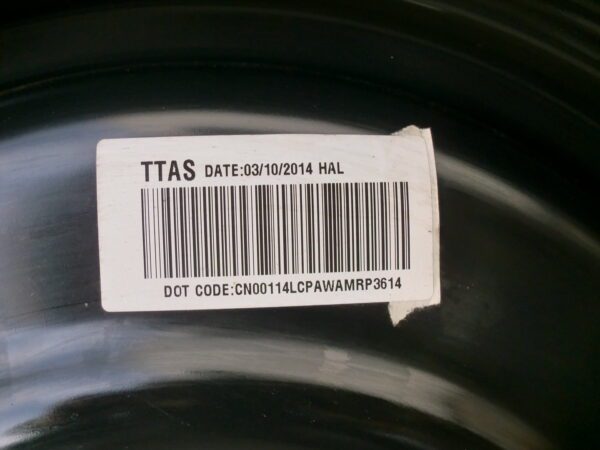 TTAS DATE:03/10/2014 HAL
DOT CODE:CN00114LCPAWAMRP3614